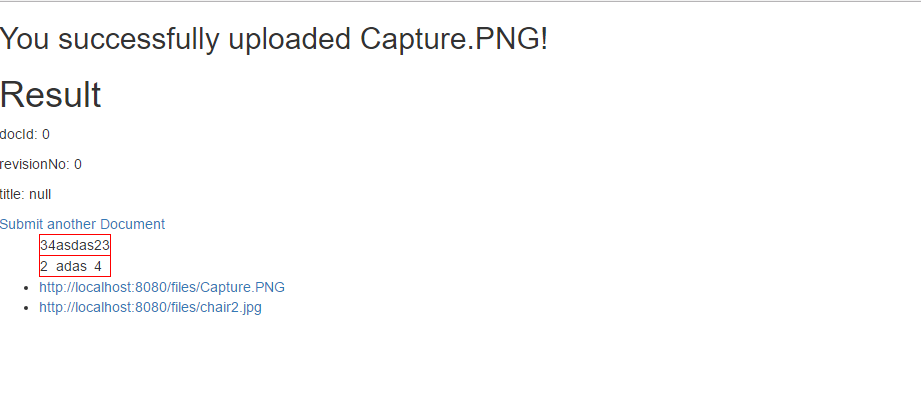 You successfully uploaded Capture.PNG!
Result
docId: 0
revisionNo: 0
title: null
Submit another Document
34asdas23
2 adas 4
http://localhost:8080/files/Capture.PNG
http://localhost:8080/files/chair2.jpg